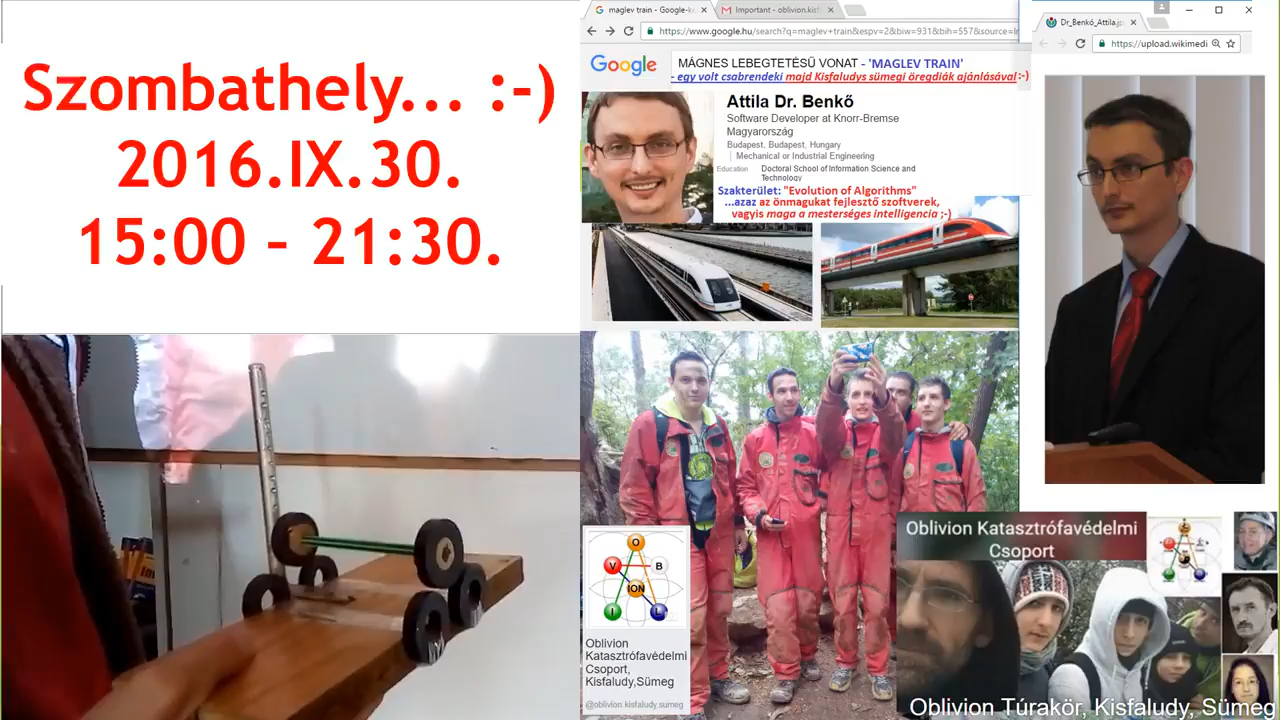 Szombathely... :-)
2016.IX.30.
15:00 - 21:30.
maglev train - Google-ke
Important - oblivion.kisf
https://www.google.hu/search?q=maglev+train&espv=2&biw=931&bih=557&source=l
Google
MÁGNES LEBEGTETÉSŰ VONAT - 'MAGLEV TRAIN'
- egy volt csabrendeki majd Kisfaludys sümegi öregdiák ajánlásával :-)
Attila Dr. Benkő
Software Developer at Knorr-Bremse
Magyarország
Budapest, Budapest, Hungary
Mechanical or Industrial Engineering
Education
Doctoral School of Information Science and
Technology
Szakterület: "Evolution of Algorithms"
...azaz az önmagukat fejlesztő szoftverek,
vagyis maga a mesterséges intelligencia ;-)
Dr_Benkó_Attila.j
https://upload.wikimedi
O
V
B
ION
I
L
Oblivion
Katasztrófavédelmi
Csoport,
Kisfaludy,Sümeg
@oblivion.kisfaludy.sumeg
Oblivion Katasztrófavédelmi
Csoport
Oblivion Túrakör, Kisfaludy, Sümeg